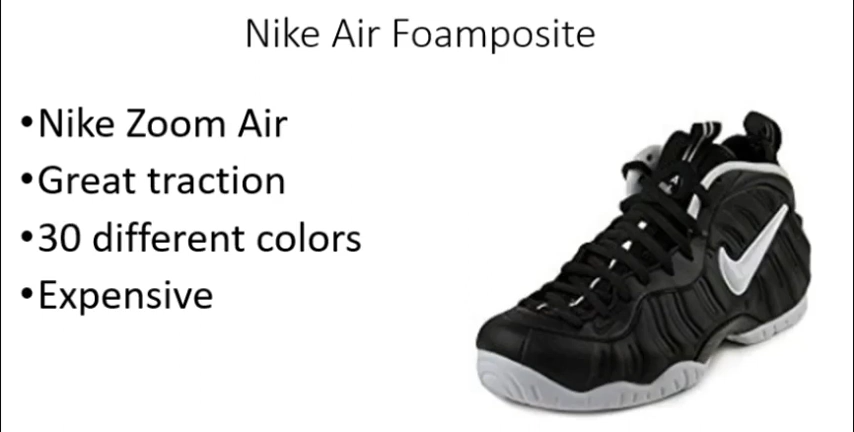 Nike Air Foamposite
•Nike Zoom Air
•Great traction
•30 different colors
•Expensive